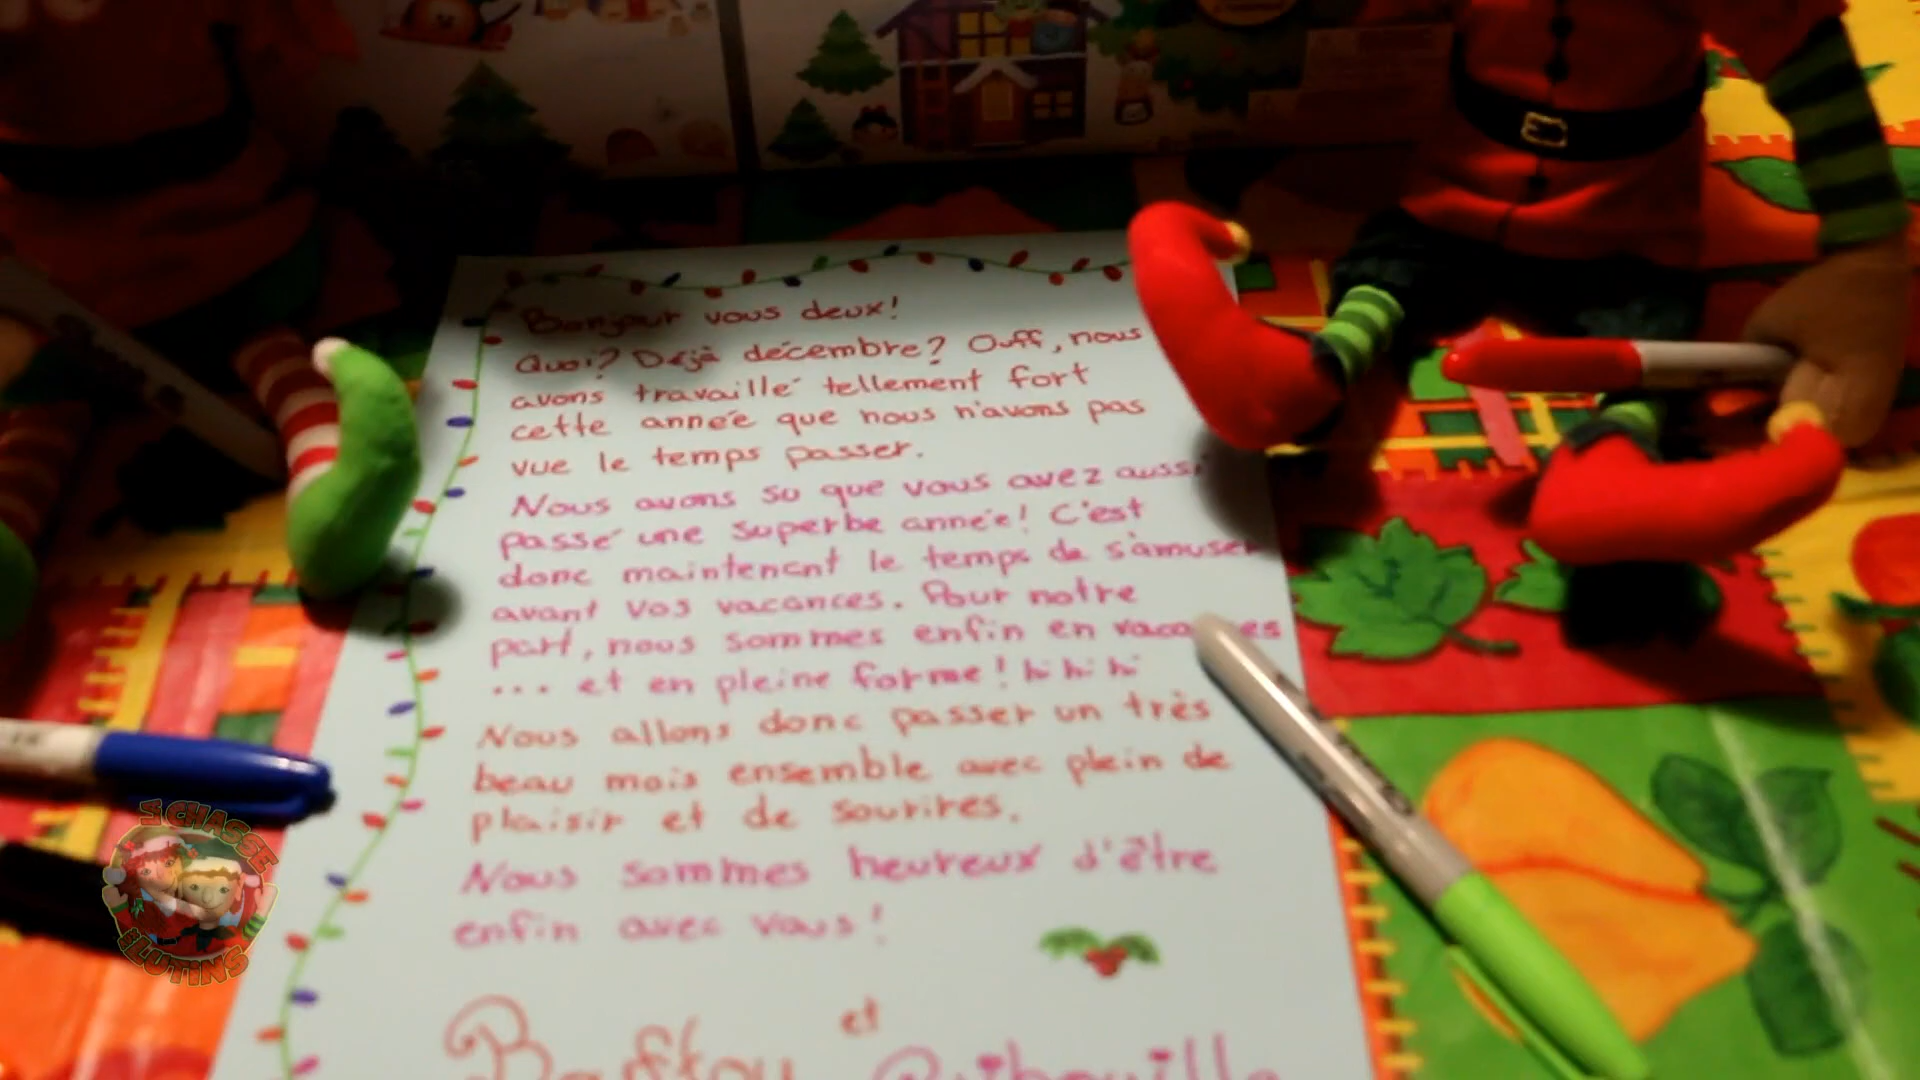 Bonjour vous deux!
Quoi? Déjà décembre? Ouff, nous
avons travaillé tellement fort
cette année que nous n'avons pas
vue le temps passer.
Nous avons su que vous avez aussi
passé une superbe année! C'est
donc maintenant le temps de s'amuser
avant vos vacances. Pour notre
part, nous sommes enfin en vacances
... et en pleine forme! hi hi hi
Nous allons donc passer un très
beau mois ensemble avec plein de
plaisir et de sourires.
Nous sommes heureux d'être
enfin avec vous!
et
LA CHASSE
LUTINS